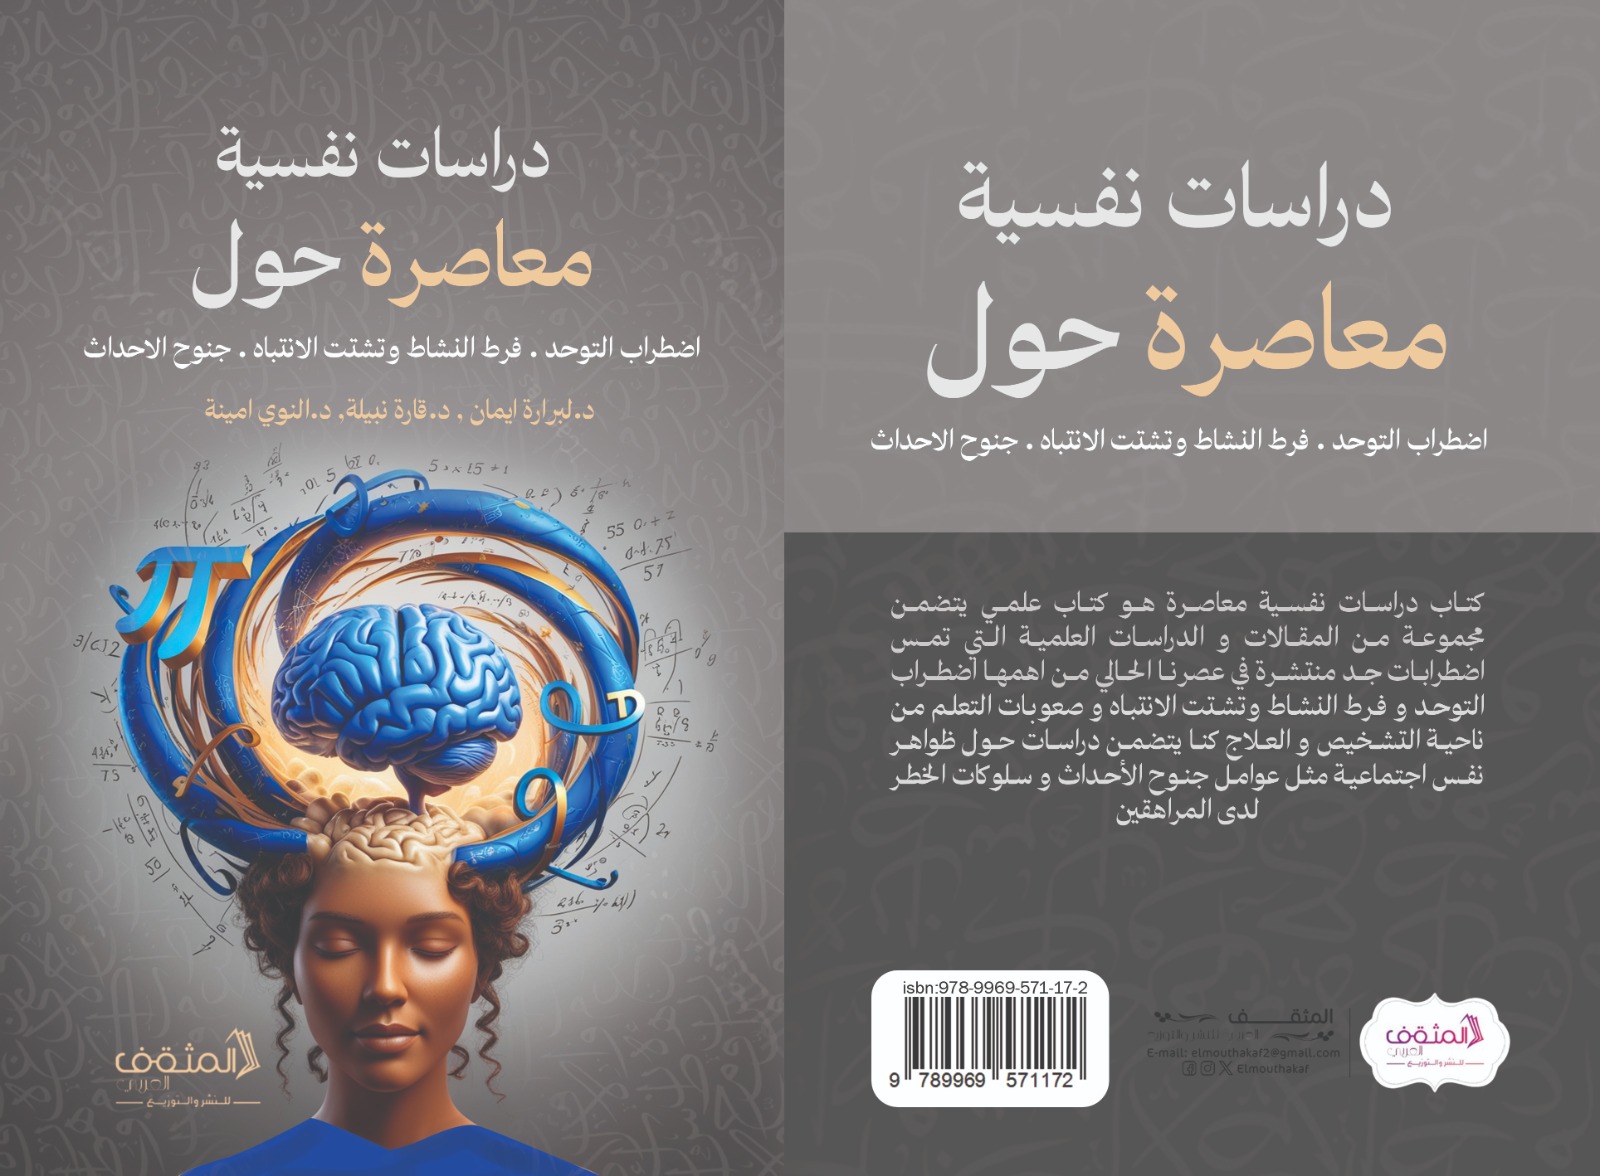 دراسات نفسية
معاصرة حول
اضطراب التوحد . فرط النشاط وتشتت الانتباه . جنوح الاحداث
د.لبرارة ايمان , د.قارة نبيلة, د.النوي امينة
المثقف
العربي
للنشر والتوزيع
دراسات نفسية
معاصرة حول
اضطراب التوحد . فرط النشاط وتشتت الانتباه . جنوح الاحداث
كتاب دراسات نفسية معاصرة هو كتاب علمي يتضمن
مجموعة من المقالات و الدراسات العلمية التي تمس
اضطرابات جد منتشرة في عصرنا الحالي من اهمها اضطراب
التوحد و فرط النشاط وتشتت الانتباه و صعوبات التعلم من
ناحية التشخيص و العلاج كنا يتضمن دراسات حول ظواهر
نفس اجتماعية مثل عوامل جنوح الأحداث و سلوكات الخطر
لدى المراهقين
isbn:978-9969-571-17-2
9 789969 571172
المثقف
العربي للنشر والتوزيع
E-mail: elmouthakaf2@gmail.com
Elmouthakaf
المثقف
العربي
للنشر والتوزيع